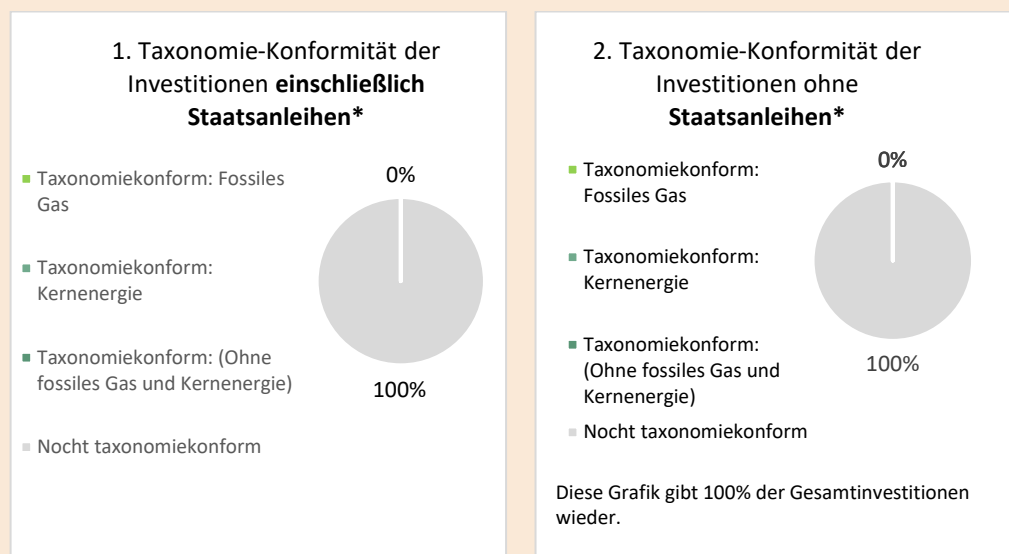 1. Taxonomie-Konformität der
Investitionen einschließlich
Staatsanleihen*
Taxonomiekonform: Fossiles
Gas
Taxonomiekonform:
Kernenergie
Taxonomiekonform: (Ohne
fossiles Gas und Kernenergie)
Nocht taxonomiekonform
0%
100%
2. Taxonomie-Konformität der
Investitionen ohne
Staatsanleihen*
Taxonomiekonform:
Fossiles Gas
Taxonomiekonform:
Kernenergie
Taxonomiekonform:
(Ohne fossiles Gas und
Kernenergie)
Nocht taxonomiekonform
0%
100%
Diese Grafik gibt 100% der Gesamtinvestitionen
wieder.